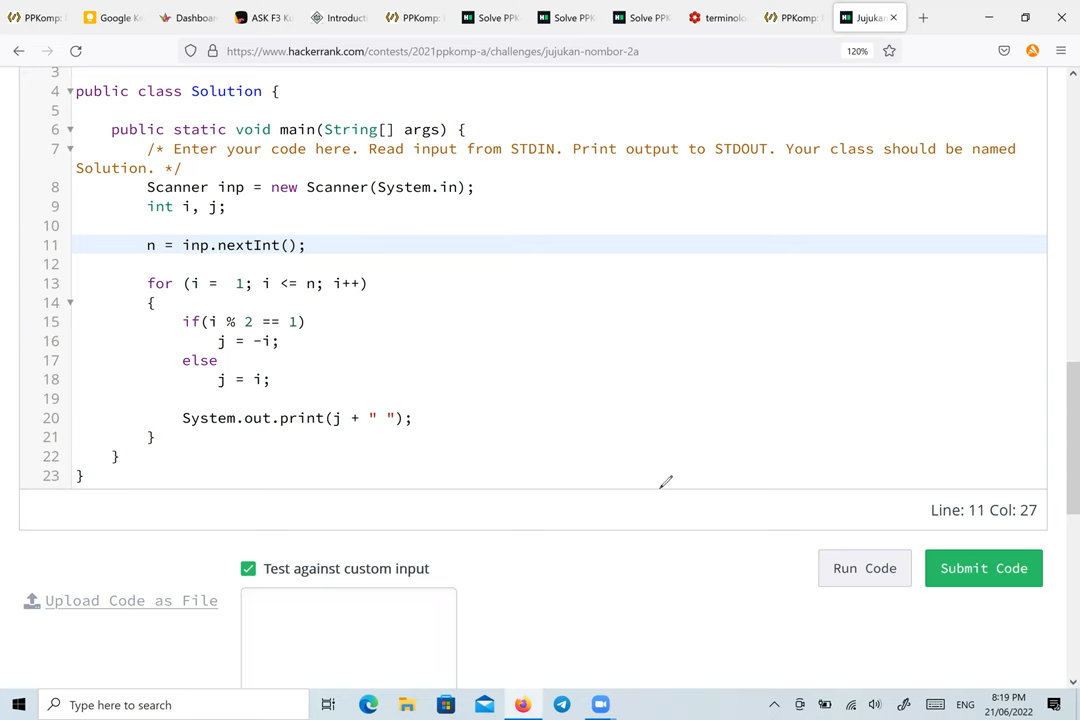 PPKomp:
Google Ke
Dashboar
ASK F3 Ku
Introducti
PPKomp: I
Solve PPK
Solve PPK
Solve PPK
terminolo
PPKomp: I
Jujukan
https://www.hackerrank.com/contests/2021ppkomp-a/challenges/jujukan-nombor-2a
120%
3
4 public class Solution {
5
6 public static void main(String[] args) {
7 /* Enter your code here. Read input from STDIN. Print output to STDOUT. Your class should be named
Solution. */
8 Scanner inp = new Scanner(System.in);
9 int i, j;
10
11 n = inp.nextInt();
12
13 for (i =  1; i <= n; i++)
14 {
15 if(i % 2 == 1)
16 j = -i;
17 else
18 j = i;
19
20 System.out.print(j + " ");
21 }
22 }
23 }
Line: 11 Col: 27
Test against custom input
Run Code
Submit Code
Upload Code as File
Type here to search
ENG
8:19 PM
21/06/2022